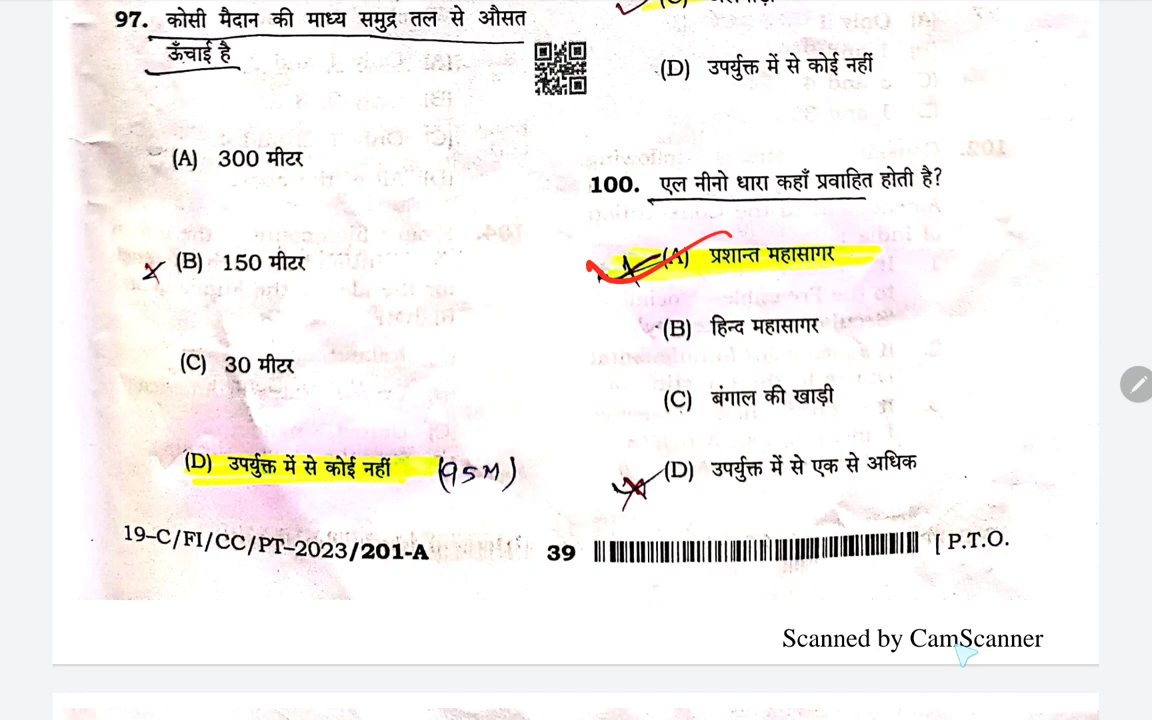 97. कोसी मैदान की माध्य समुद्र तल से औसत
ऊँचाई है
(A) 300 मीटर
(B) 150 मीटर
(C) 30 मीटर
(D) उपर्युक्त में से कोई नहीं (95M)
(D) उपर्युक्त में से कोई नहीं
100. एल नीनो धारा कहाँ प्रवाहित होती है?
(A) प्रशान्त महासागर
(B) हिन्द महासागर
(C) बंगाल की खाड़ी
(D) उपर्युक्त में से एक से अधिक
19-C/FI/CC/PT-2023/201-A 39 [ P.T.O.
Scanned by CamScanner